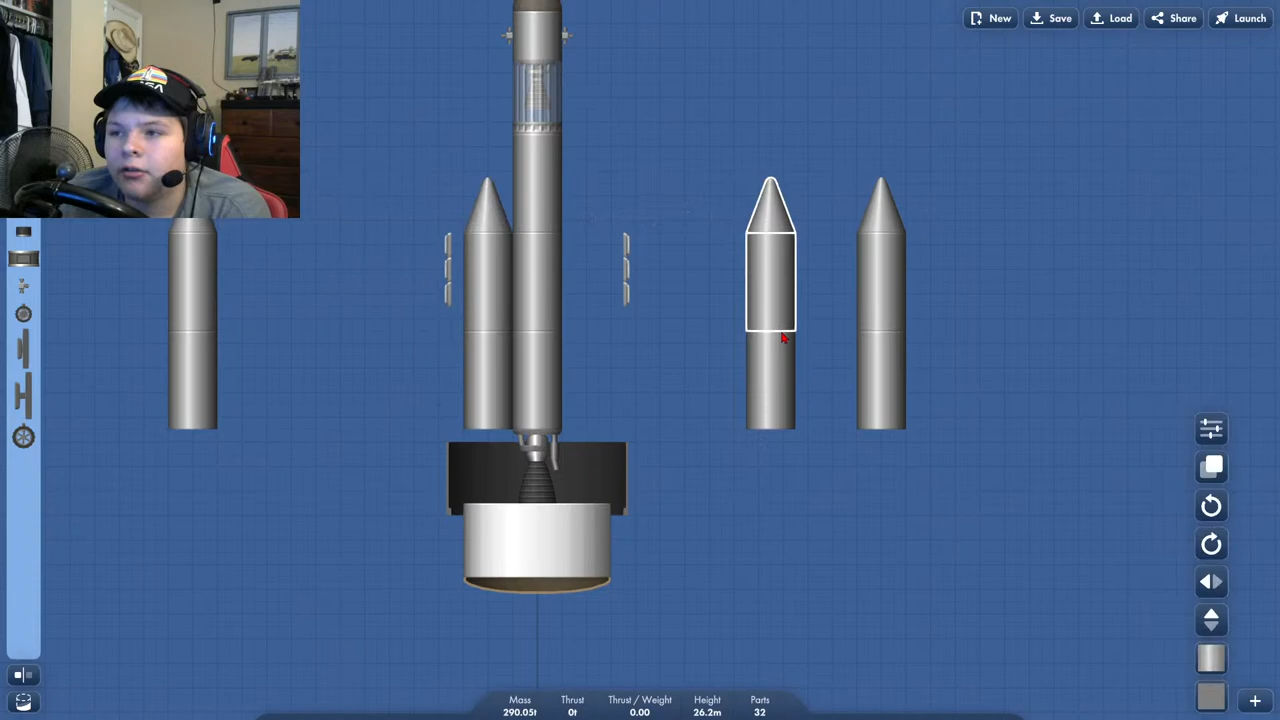 New
Save
Load
Share
Launch
Mass
290.05t
Thrust
0t
Thrust / Weight
0.00
Height
26.2m
Parts
32